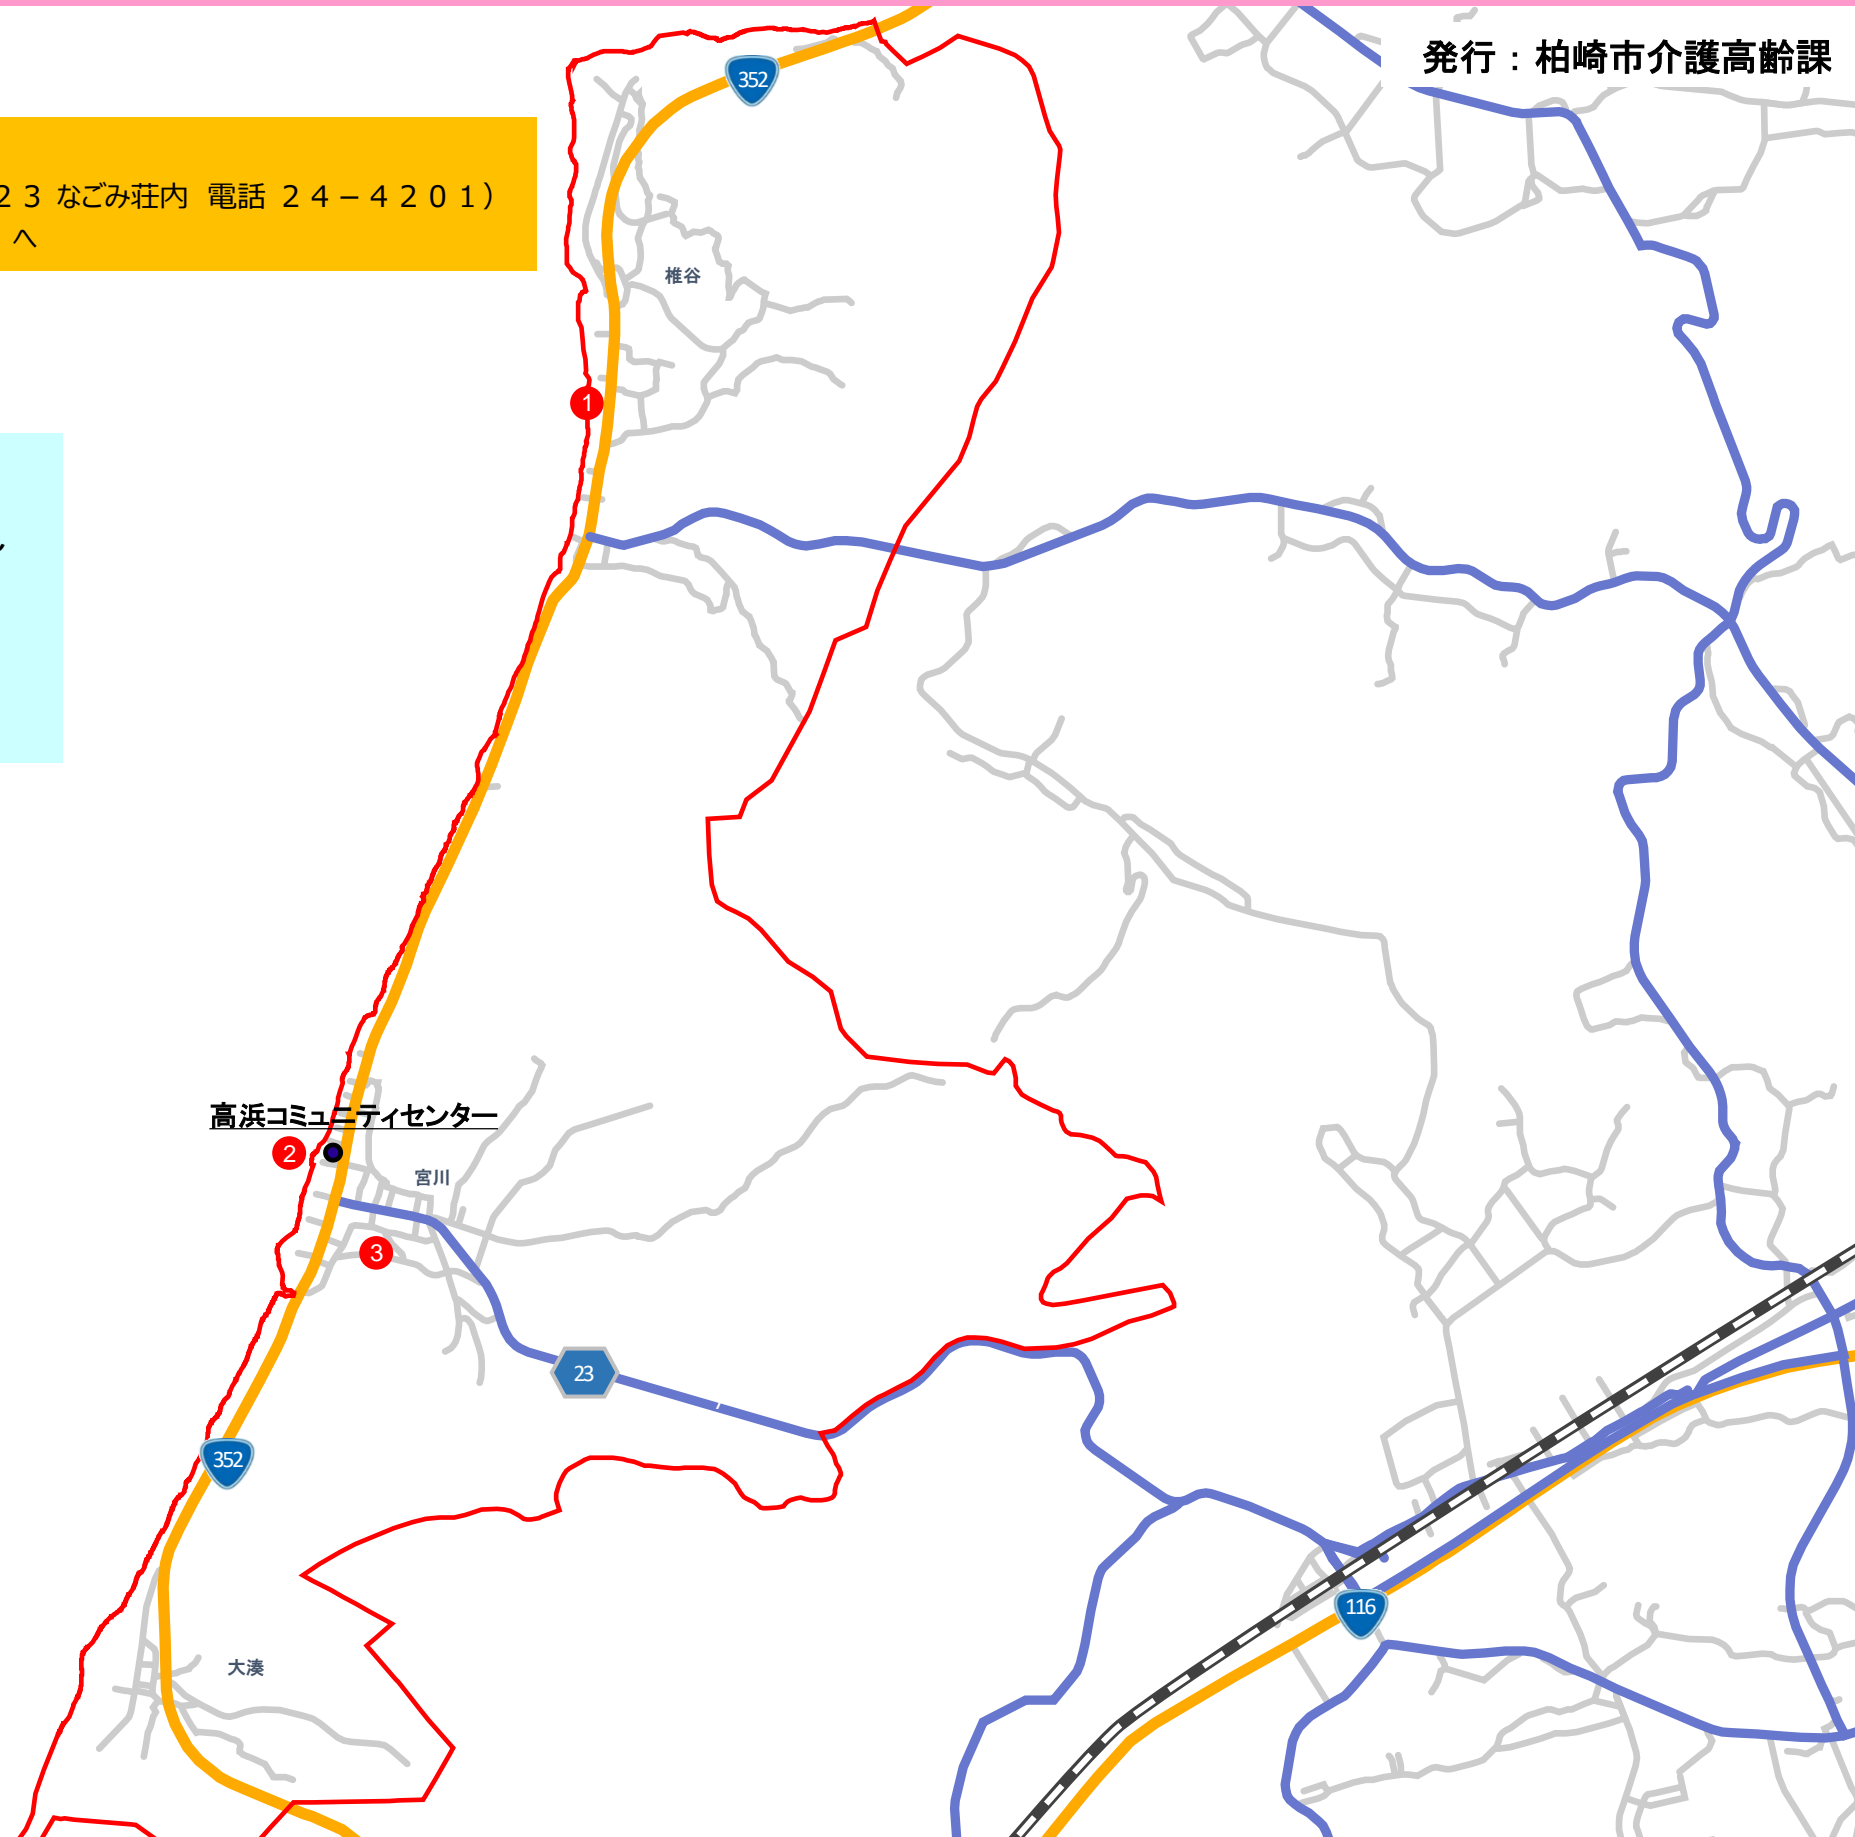 発行：柏崎市介護高齢課
352
２３ なごみ荘内 電話 ２４－４２０１）
へ
椎谷
1
高浜コミュニティセンター
2
宮川
3
23
352
116
大湊